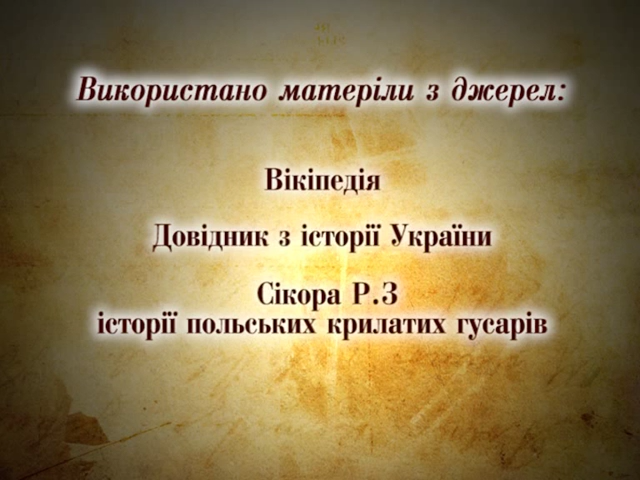 Використано матеріли з джерел:
Вікіпедія
Довідник з історії України
Сікора Р.З
історії польських крилатих гусарів